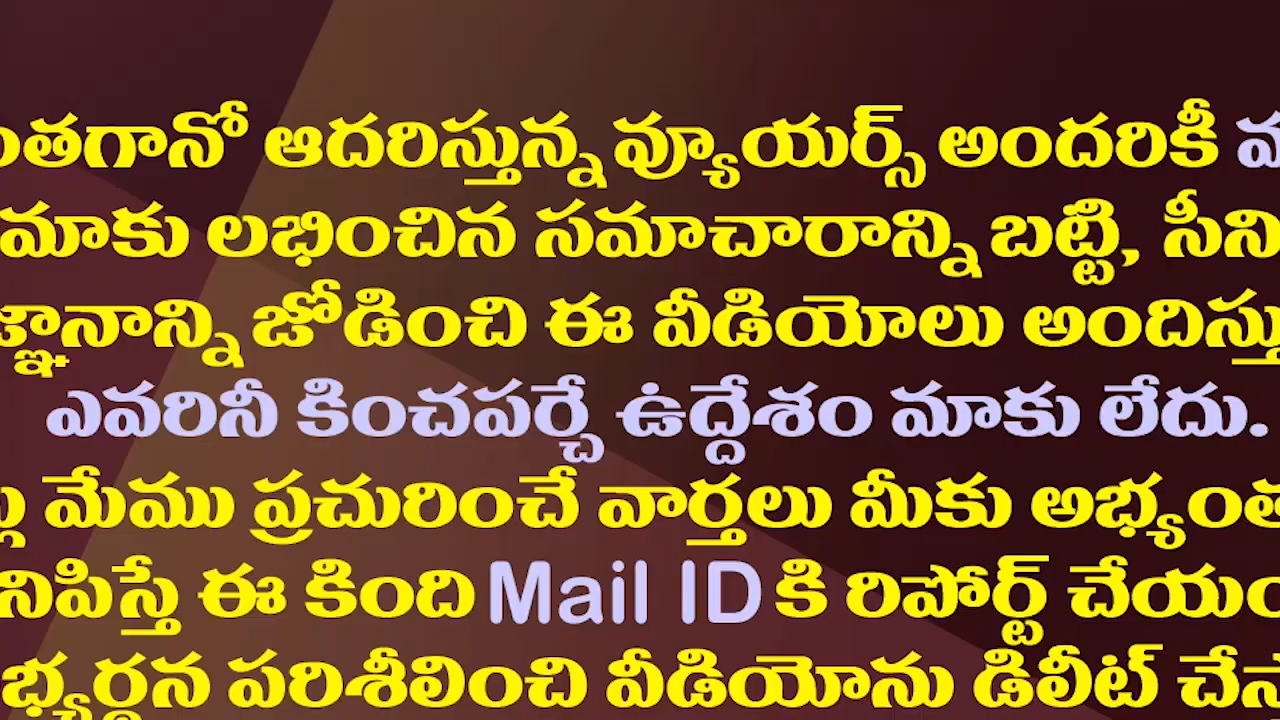 ఆదరిస్తున్న వ్యూయర్స్ అందరికీ
మాకు లభించిన సమాచారాన్ని బట్టి,
జోడించి ఈ వీడియోలు
ఎవరినీ కించపర్చే ఉద్దేశం మాకు లేదు.
మేము ప్రచురించే వార్తలు మీకు
ఈ కింది Mail ID కి రిపోర్ట్
పరిశీలించి వీడియోను డిలీట్